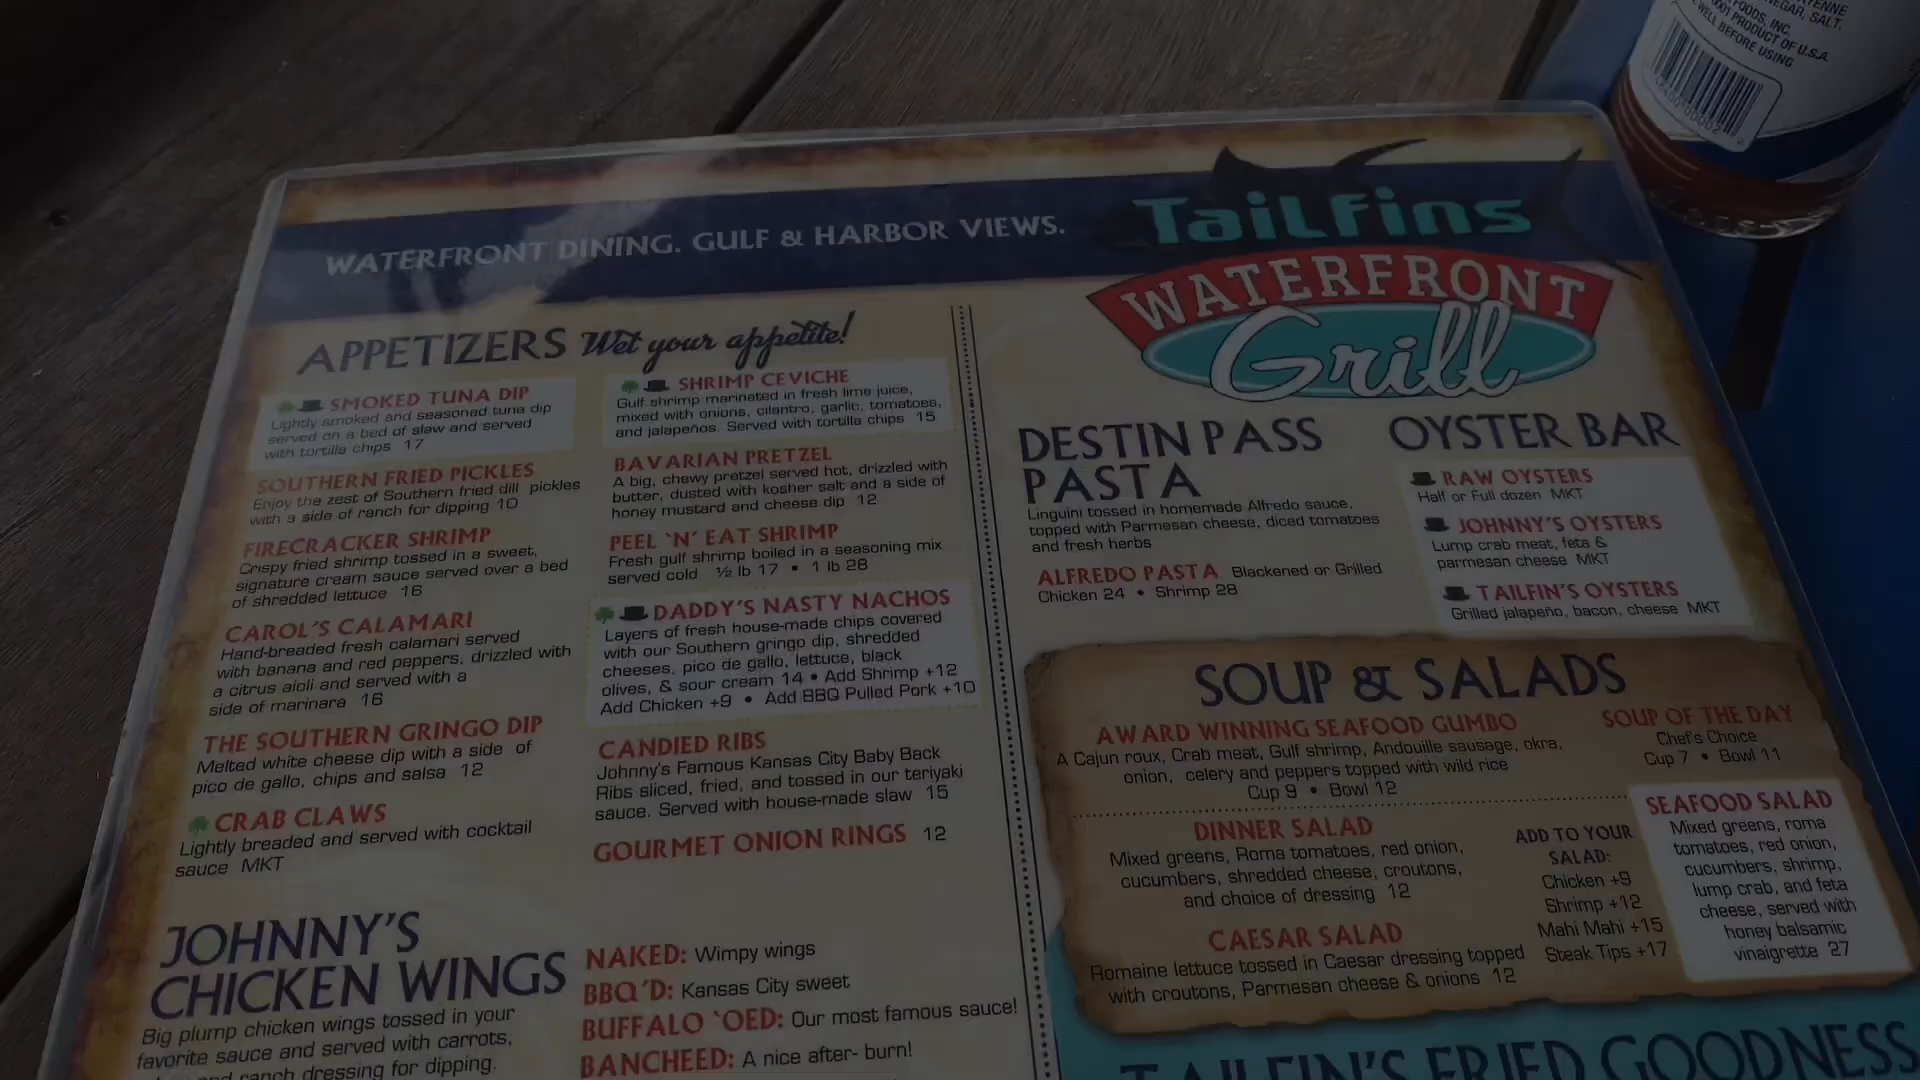 WATERFRONT DINING. GULF & HARBOR VIEWS.
TaiLfins
WATERFRONT
Grill
APPETIZERS Wet your appetite!
SMOKED TUNA DIP
Lightly smoked and seasoned tuna dip
served on a bed of slaw and served
with tortilla chips 17
SOUTHERN FRIED PICKLES
Enjoy the zest of Southern fried dill pickles
with a side of ranch for dipping 10
FIRECRACKER SHRIMP
Crispy fried shrimp tossed in a sweet,
signature cream sauce served over a bed
of shredded lettuce 16
CAROL'S CALAMARI
Hand-breaded fresh calamari served
with banana and red peppers, drizzled with
a citrus aioli and served with a
side of marinara 16
THE SOUTHERN GRINGO DIP
Melted white cheese dip with a side of
pico de gallo, chips and salsa 12
CRAB CLAWS
Lightly breaded and served with cocktail
sauce MKT
SHRIMP CEVICHE
Gulf shrimp marinated in fresh lime juice,
mixed with onions, cilantro, garlic, tomatoes,
and jalapeños. Served with tortilla chips 15
BAVARIAN PRETZEL
A big, chewy pretzel served hot, drizzled with
butter, dusted with kosher salt and a side of
honey mustard and cheese dip 12
PEEL 'N' EAT SHRIMP
Fresh gulf shrimp boiled in a seasoning mix
served cold ½ lb 17 • 1 lb 28
DADDY'S NASTY NACHOS
Layers of fresh house-made chips covered
with our Southern gringo dip, shredded
cheeses, pico de gallo, lettuce, black
olives, & sour cream 14 • Add Shrimp +12
Add Chicken +9 • Add BBQ Pulled Pork +10
CANDIED RIBS
Johnny's Famous Kansas City Baby Back
Ribs sliced, fried, and tossed in our teriyaki
sauce. Served with house-made slaw 15
GOURMET ONION RINGS 12
JOHNNY'S
CHICKEN WINGS
Big plump chicken wings tossed in your
favorite sauce and served with carrots,
ranch dressing for dipping.
NAKED: Wimpy wings
BBQ'D: Kansas City sweet
BUFFALO 'OED: Our most famous sauce!
BANCHEED: A nice after- burn!
DESTIN PASS
PASTA
Linguini tossed in homemade Alfredo sauce,
topped with Parmesan cheese, diced tomatoes
and fresh herbs
ALFREDO PASTA Blackened or Grilled
Chicken 24 • Shrimp 28
OYSTER BAR
RAW OYSTERS
Half or Full dozen MKT
JOHNNY'S OYSTERS
Lump crab meat, feta &
parmesan cheese MKT
TAILFIN'S OYSTERS
Grilled jalapeño, bacon, cheese MKT
SOUP & SALADS
AWARD WINNING SEAFOOD GUMBO
A Cajun roux, Crab meat, Gulf shrimp, Andouille sausage, okra,
onion, celery and peppers topped with wild rice
Cup 9 • Bowl 12
SOUP OF THE DAY
Chef's Choice
Cup 7 • Bowl 11
DINNER SALAD
Mixed greens, Roma tomatoes, red onion,
cucumbers, shredded cheese, croutons,
and choice of dressing 12
CAESAR SALAD
Romaine lettuce tossed in Caesar dressing topped
with croutons, Parmesan cheese & onions 12
ADD TO YOUR
SALAD:
Chicken +9
Shrimp +12
Mahi Mahi +15
Steak Tips +17
SEAFOOD SALAD
Mixed greens, roma
tomatoes, red onion,
cucumbers, shrimp,
lump crab, and feta
cheese, served with
honey balsamic
vinaigrette 27
TAILFIN'S FRIED GOODNESS
VINEGAR, SALT.
FOODS, INC.
PRODUCT OF U.S.A.
WELL BEFORE USING